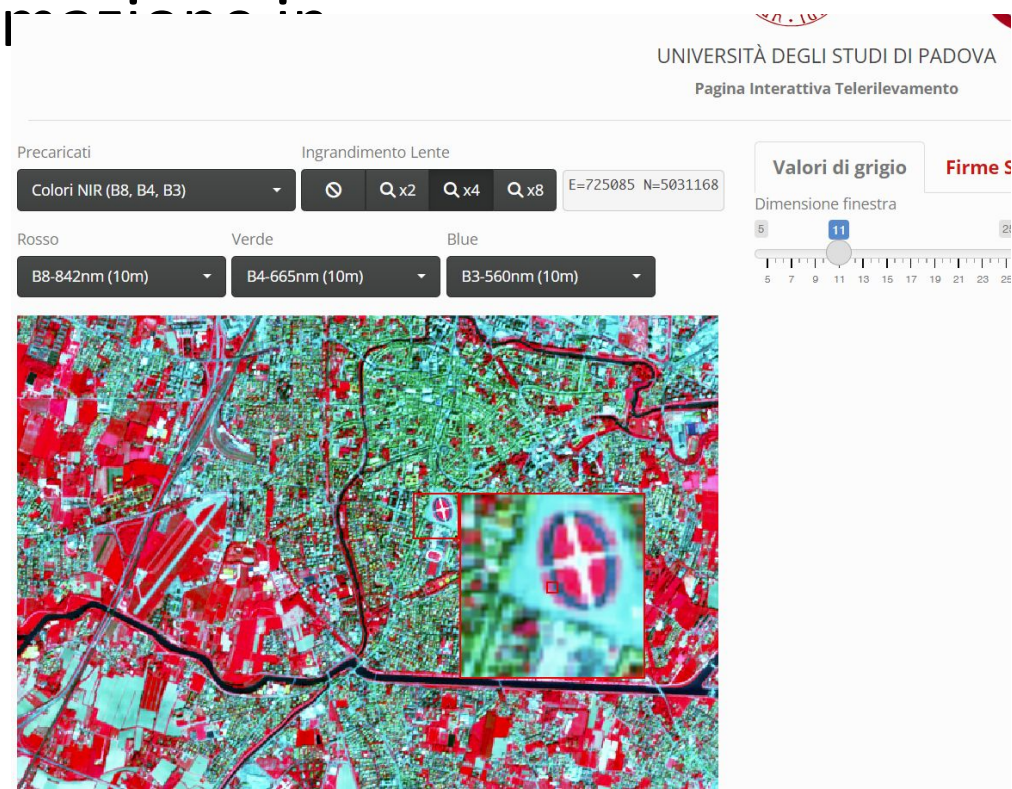 UNIVERSITÀ DEGLI STUDI DI PADOVA
Pagina Interattiva Telerilevamento
Precaricati
Ingrandimento Lente
Valori di grigio
Firme S
Colori NIR (B8, B4, B3)
x2
x4
x8
E=725085 N=5031168
Dimensione finestra
5
11
Rosso
Verde
Blue
B8-842nm (10m)
B4-665nm (10m)
B3-560nm (10m)
5 7 9 11 13 15 17 19 21 23 25